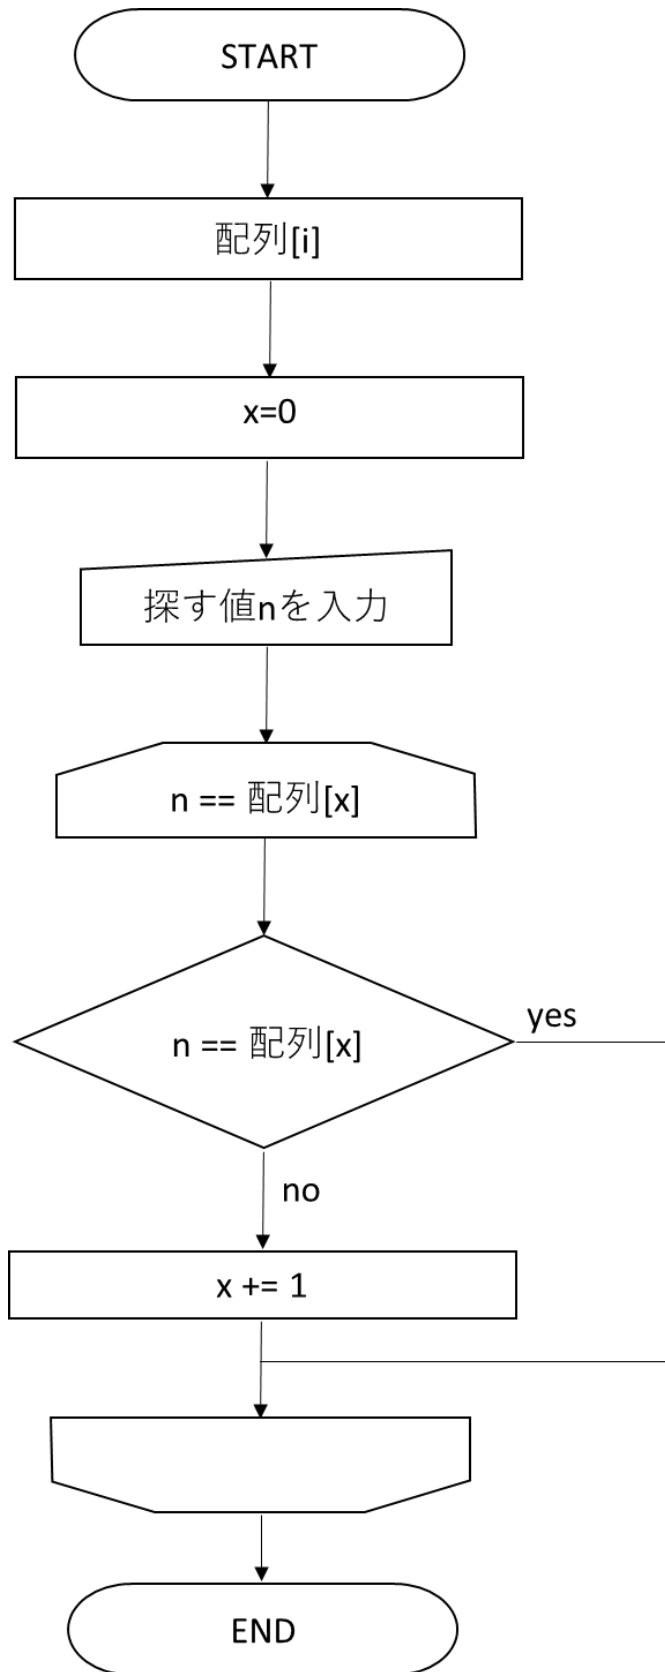 START
配列[i]
x=0
探す値nを入力
n == 配列[x]
n == 配列[x]
yes
no
x += 1
END